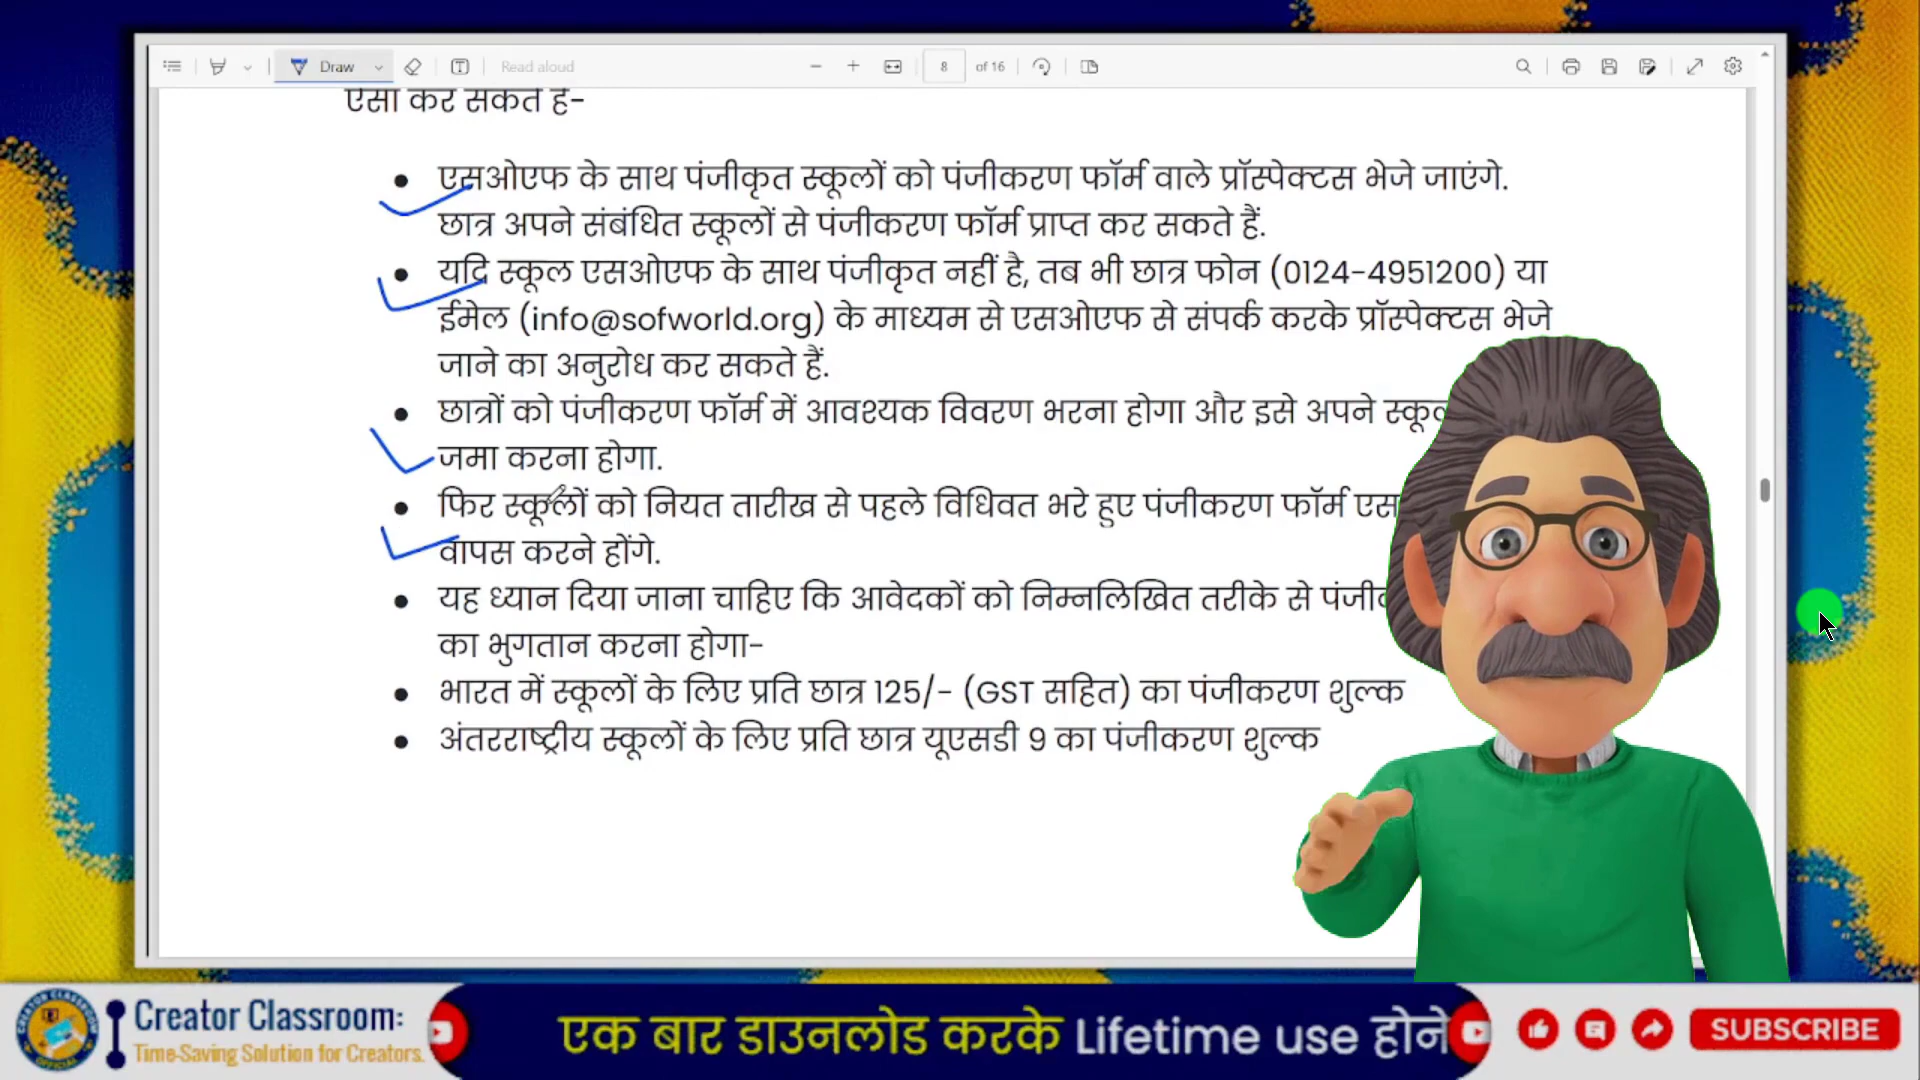 Draw
Read aloud
8
of 16
ऐसा कर सकते हैं-
• एसओएफ के साथ पंजीकृत स्कूलों को पंजीकरण फॉर्म वाले प्रॉस्पेक्टस भेजे जाएंगे.
छात्र अपने संबंधित स्कूलों से पंजीकरण फॉर्म प्राप्त कर सकते हैं.
• यदि स्कूल एसओएफ के साथ पंजीकृत नहीं है, तब भी छात्र फोन (0124-4951200) या
ईमेल (info@sofworld.org) के माध्यम से एसओएफ से संपर्क करके प्रॉस्पेक्टस भेजे
जाने का अनुरोध कर सकते हैं.
• छात्रों को पंजीकरण फॉर्म में आवश्यक विवरण भरना होगा और इसे अपने
जमा करना होगा.
• फिर स्कूलों को नियत तारीख से पहले विधिवत भरे हुए पंजीकरण फॉर्म
वापस करने होंगे.
• यह ध्यान दिया जाना चाहिए कि आवेदकों को निम्नलिखित तरीके से
का भुगतान करना होगा-
• भारत में स्कूलों के लिए प्रति छात्र 125/- (GST सहित) का पंजीकरण शुल्क
• अंतरराष्ट्रीय स्कूलों के लिए प्रति छात्र यूएसडी 9 का पंजीकरण शुल्क
Creator Classroom:
Time-Saving Solution for Creators.
एक बार डाउनलोड करके Lifetime use होने
SUBSCRIBE